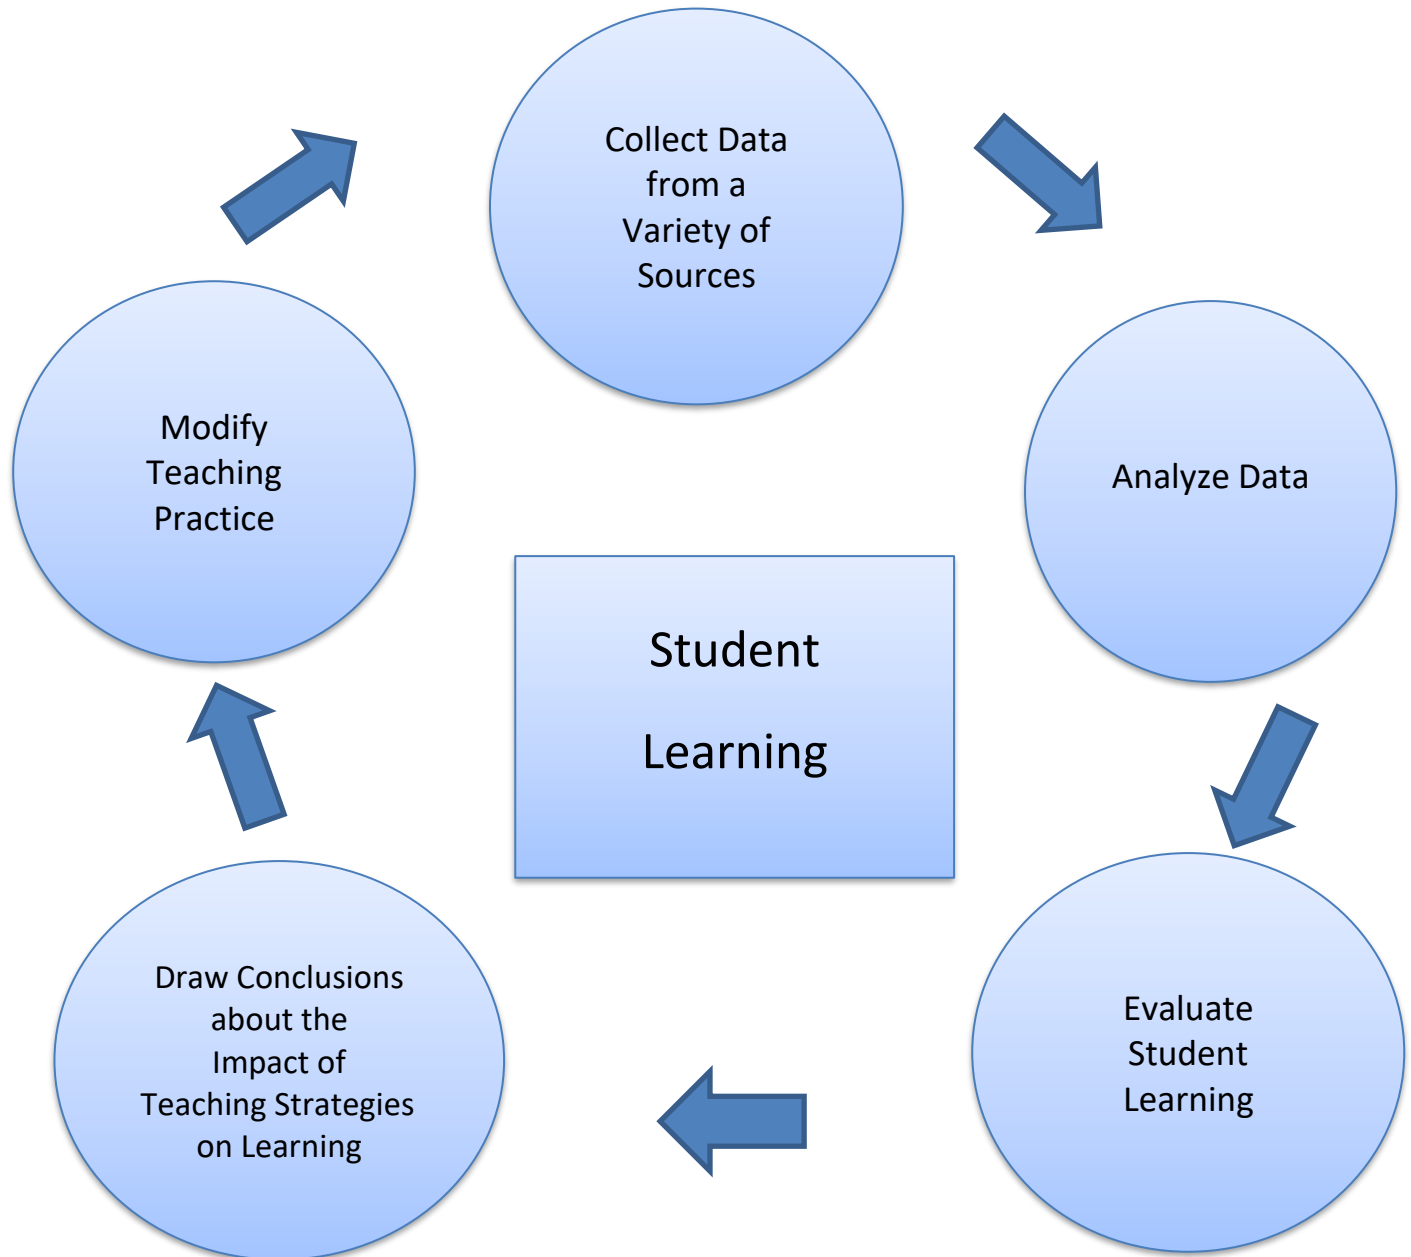 Collect Data
from a
Variety of
Sources
Analyze Data
Evaluate
Student
Learning
Draw Conclusions
about the
Impact of
Teaching Strategies
on Learning
Modify
Teaching
Practice
Student
Learning